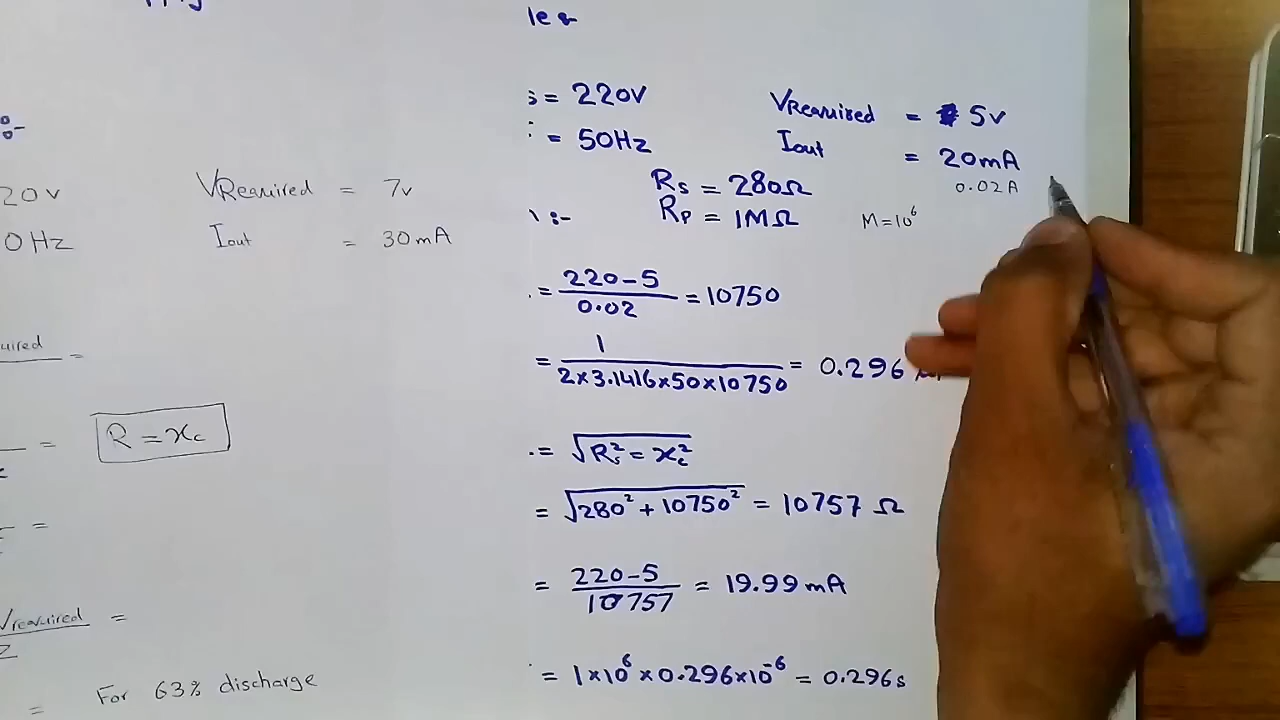 20V
0Hz
VRequired = 7v
Iout = 30mA
uired =
R = xc
=
=
Vrequired =
Z
= For 63% discharge
le :-
s = 220V
: = 50Hz
VRequired = 5v
Iout = 20mA
0.02A
Rs = 280Ω
Rp = 1MΩ
M = 10⁶
:-
= 220-5 / 0.02 = 10750
= 1 / 2×3.1416×50×10750 = 0.296
= √Rs² = xc²
= √280² + 10750² = 10757 Ω
= 220-5 / 10757 = 19.99mA
= 1×10⁶ × 0.296×10⁻⁶ = 0.296s